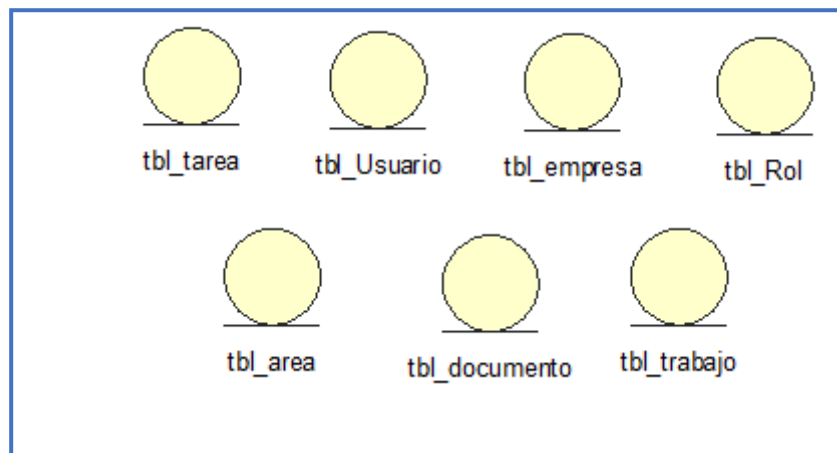 tbl_tarea
tbl_Usuario
tbl_empresa
tbl_Rol
tbl_area
tbl_documento
tbl_trabajo